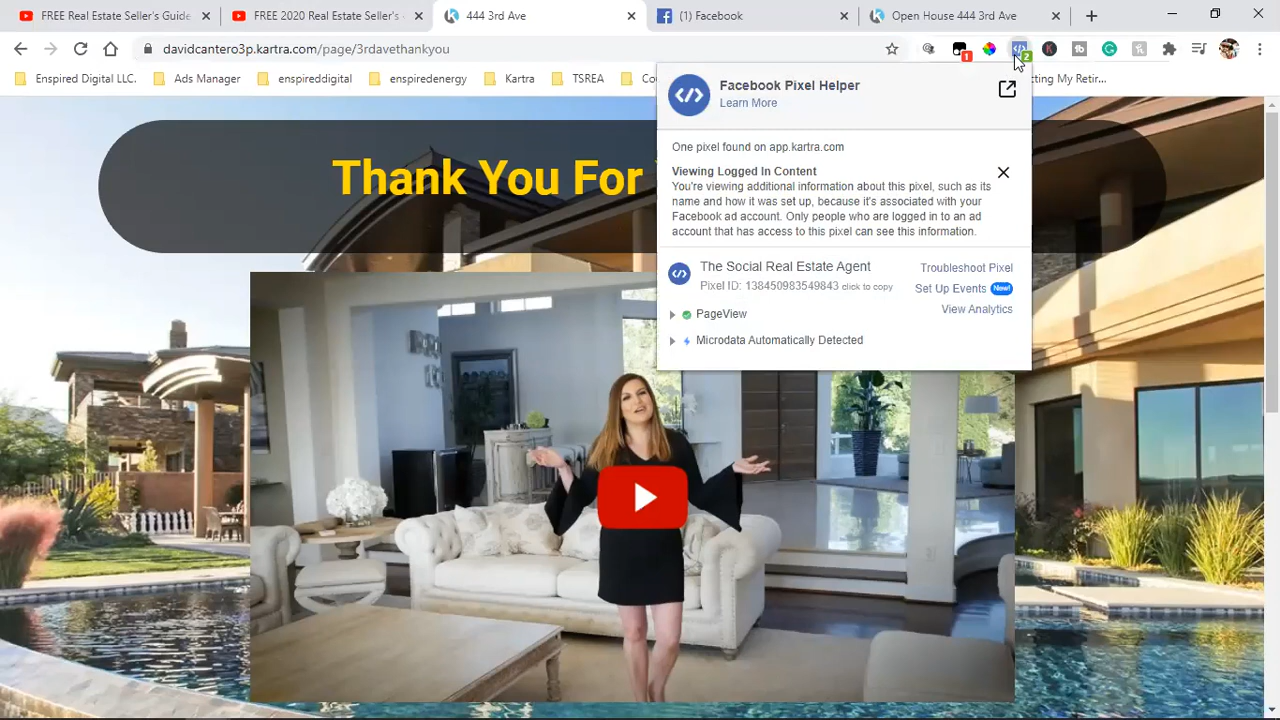 FREE Real Estate Seller's Guide
FREE 2020 Real Estate Seller's
444 3rd Ave
(1) Facebook
Open House 444 3rd Ave
davidcantero3p.kartra.com/page/3rdavethankyou
1
2
Enspired Digital LLC.
Ads Manager
enspiredigital
leadgensecrets
Kartra
TSREA
cting My Retir...
Facebook Pixel Helper
Learn More
One pixel found on app.kartra.com
Viewing Logged In Content
You're viewing additional information about this pixel, such as its
name and how it was set up, because it's associated with your
Facebook ad account. Only people who are logged in to an ad
account that has access to this pixel can see this information.
The Social Real Estate Agent
Troubleshoot Pixel
Pixel ID: 138450983549843 click to copy
Set Up Events New!
View Analytics
PageView
Microdata Automatically Detected
Thank You For